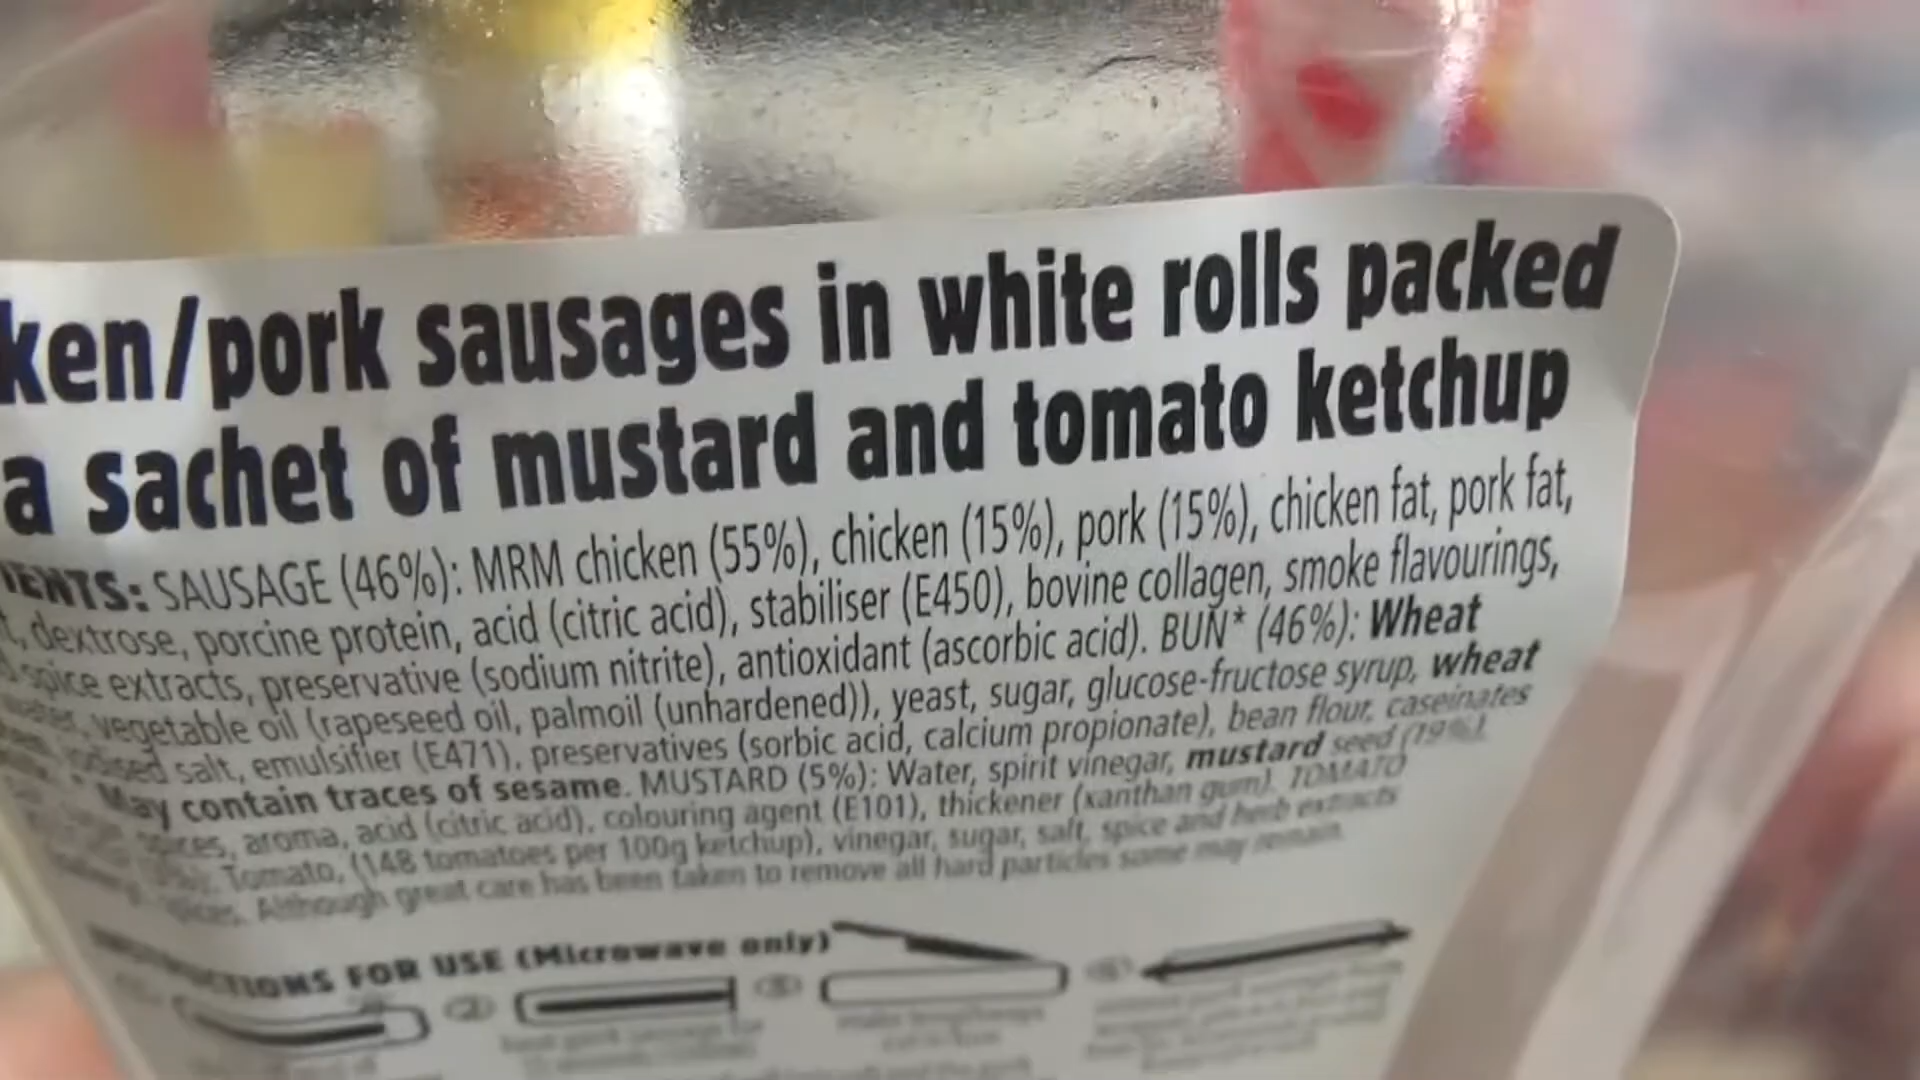 ken/pork sausages in white rolls packed
a sachet of mustard and tomato ketchup
IENTS: SAUSAGE (46%): MRM chicken (55%), chicken (15%), pork (15%), chicken fat, pork fat,
dextrose, porcine protein, acid (citric acid), stabiliser (E450), bovine collagen, smoke flavourings,
spice extracts, preservative (sodium nitrite), antioxidant (ascorbic acid). BUN* (46%): Wheat
vegetable oil (rapeseed oil, palmoil (unhardened)), yeast, sugar, glucose-fructose syrup, wheat
iodised salt, emulsifier (E471), preservatives (sorbic acid, calcium propionate), bean flour, caseinates
* May contain traces of sesame. MUSTARD (5%): Water, spirit vinegar, mustard seed (19%),
spices, aroma, acid (citric acid), colouring agent (E101), thickener (xanthan gum). TOMATO
Tomato, (148 tomatoes per 100g ketchup), vinegar, sugar, salt, spice and herb extracts
spices. Although great care has been taken to remove all hard particles some may remain.
CTIONS FOR USE (Microwave only)